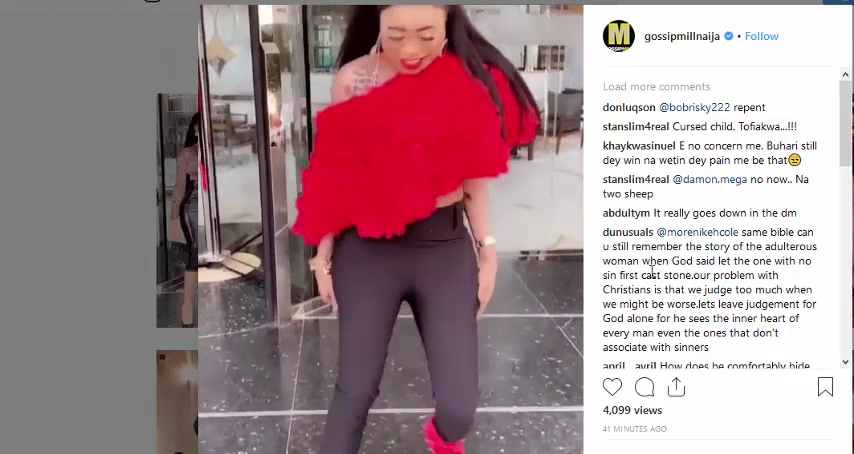 M
GOSSIPMILL
gossipmillnaija • Follow
Load more comments
donluqson @bobrisky222 repent
stanslim4real Cursed child. Tofiakwa...!!!
khaykwasinuel E no concern me. Buhari still
dey win na wetin dey pain me be that😒
stanslim4real @damon.mega no now.. Na
two sheep
abdultym It really goes down in the dm
dunusuals @morenikehcole same bible can
u still remember the story of the adulterous
woman when God said let the one with no
sin first cast stone.our problem with
Christians is that we judge too much when
we might be worse.lets leave judgement for
God alone for he sees the inner heart of
every man even the ones that don't
associate with sinners
april_ avril How does he comfortably hide
4,099 views
41 MINUTES AGO